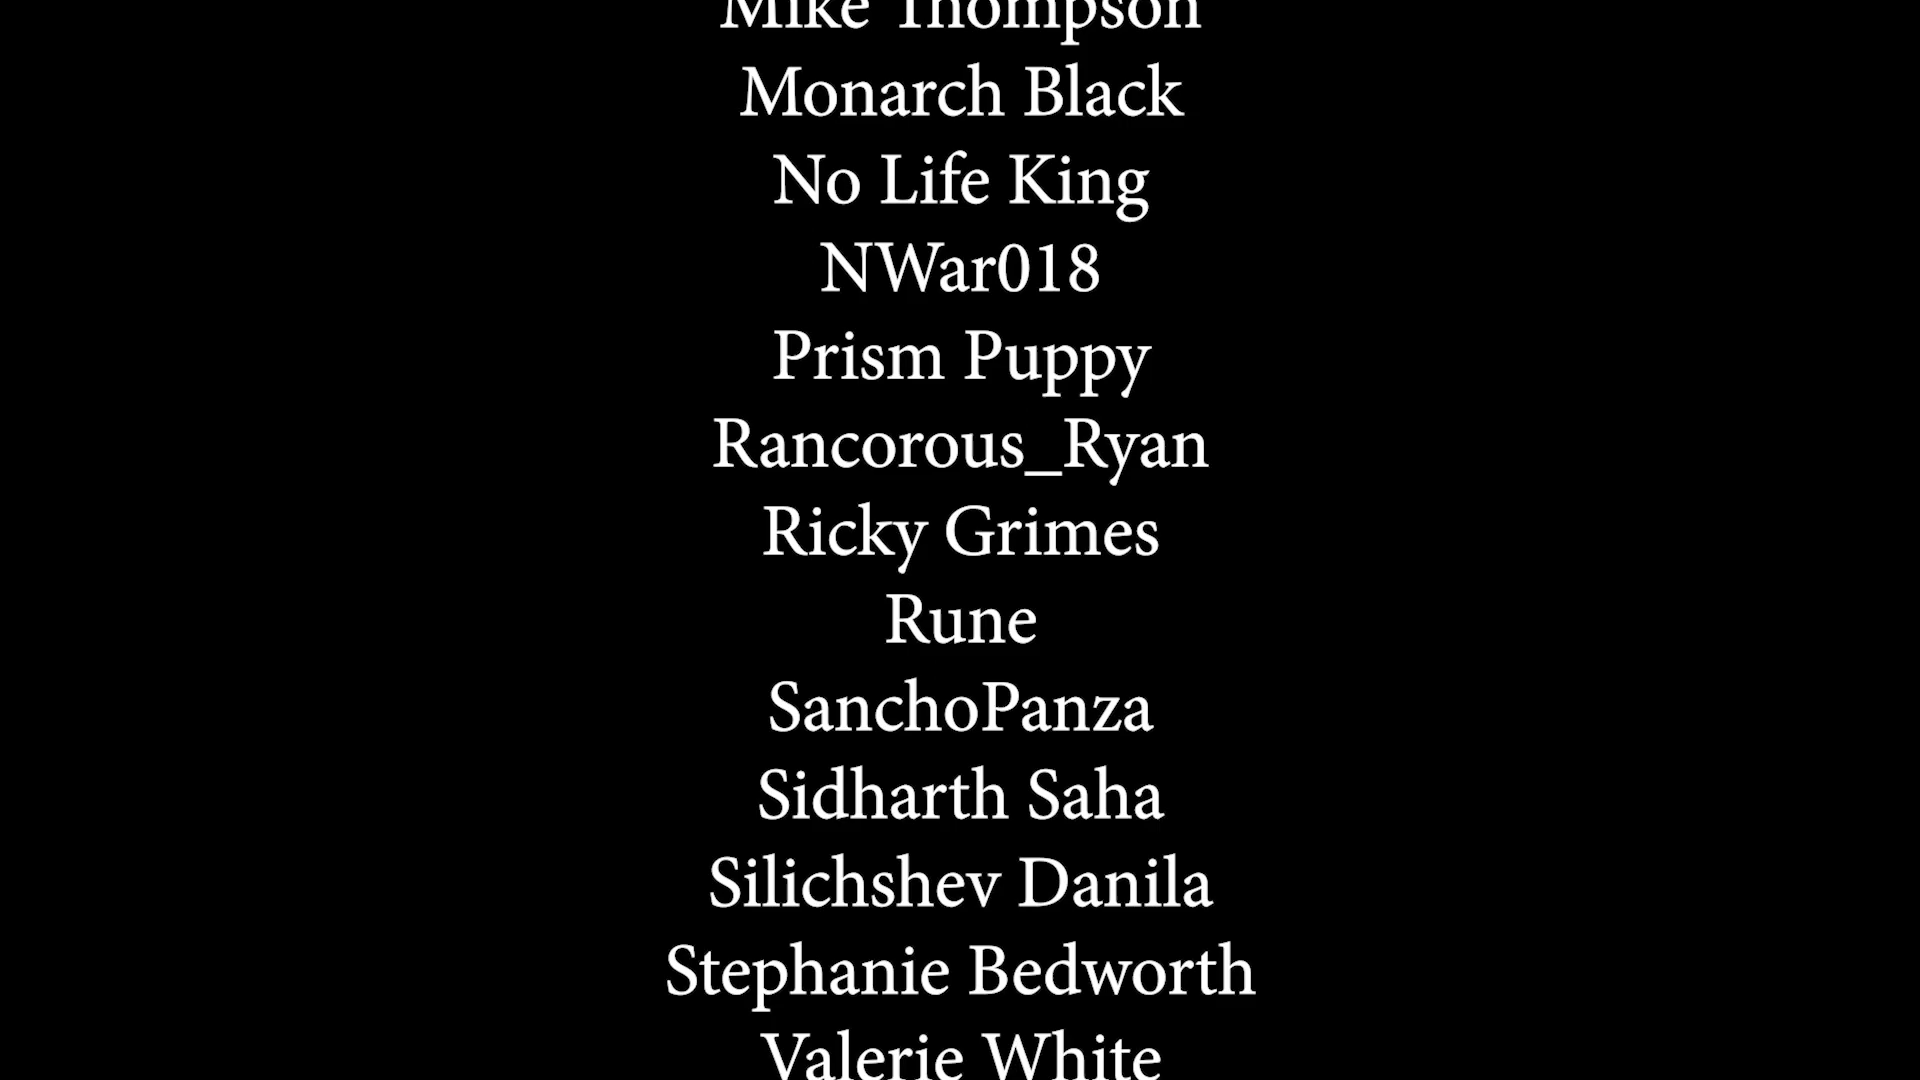 Mike Thompson
Monarch Black
No Life King
NWar018
Prism Puppy
Rancorous_Ryan
Ricky Grimes
Rune
SanchoPanza
Sidharth Saha
Silichshev Danila
Stephanie Bedworth
Valerie White